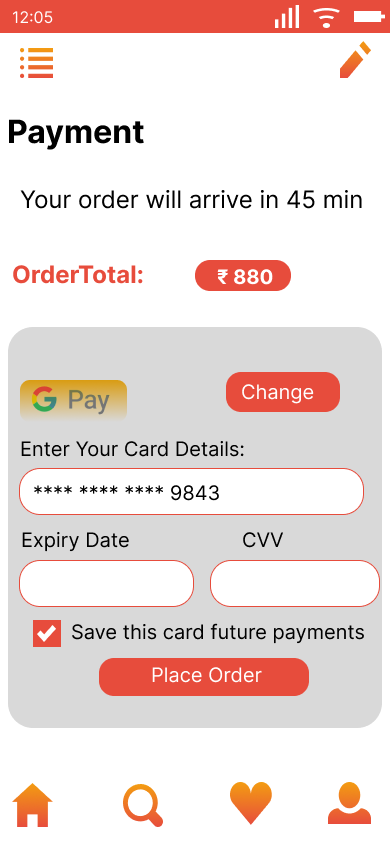 12:05
Payment
Your order will arrive in 45 min
OrderTotal: ₹ 880
G Pay
Change
Enter Your Card Details:
**** **** **** 9843
Expiry Date CVV
Save this card future payments
Place Order